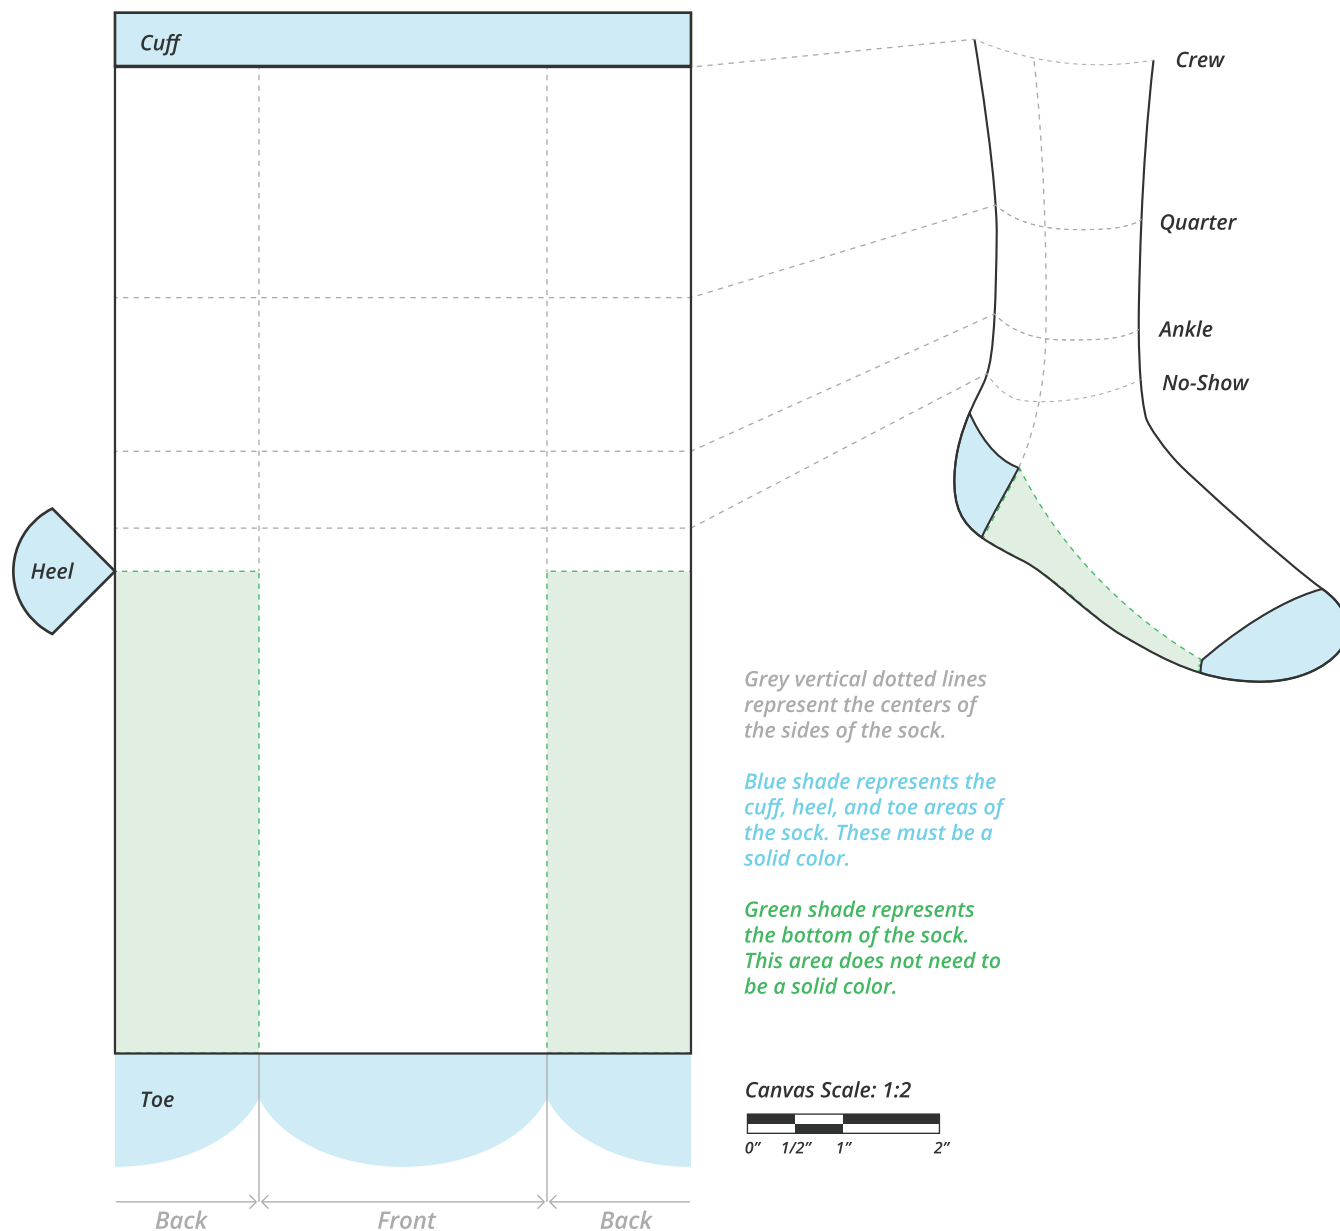 Cuff
Crew
Quarter
Ankle
No-Show
Heel
Grey vertical dotted lines
represent the centers of
the sides of the sock.
Blue shade represents the
cuff, heel, and toe areas of
the sock. These must be a
solid color.
Green shade represents
the bottom of the sock.
This area does not need to
be a solid color.
Toe
Canvas Scale: 1:2
0” 1/2” 1” 2”
Back Front Back